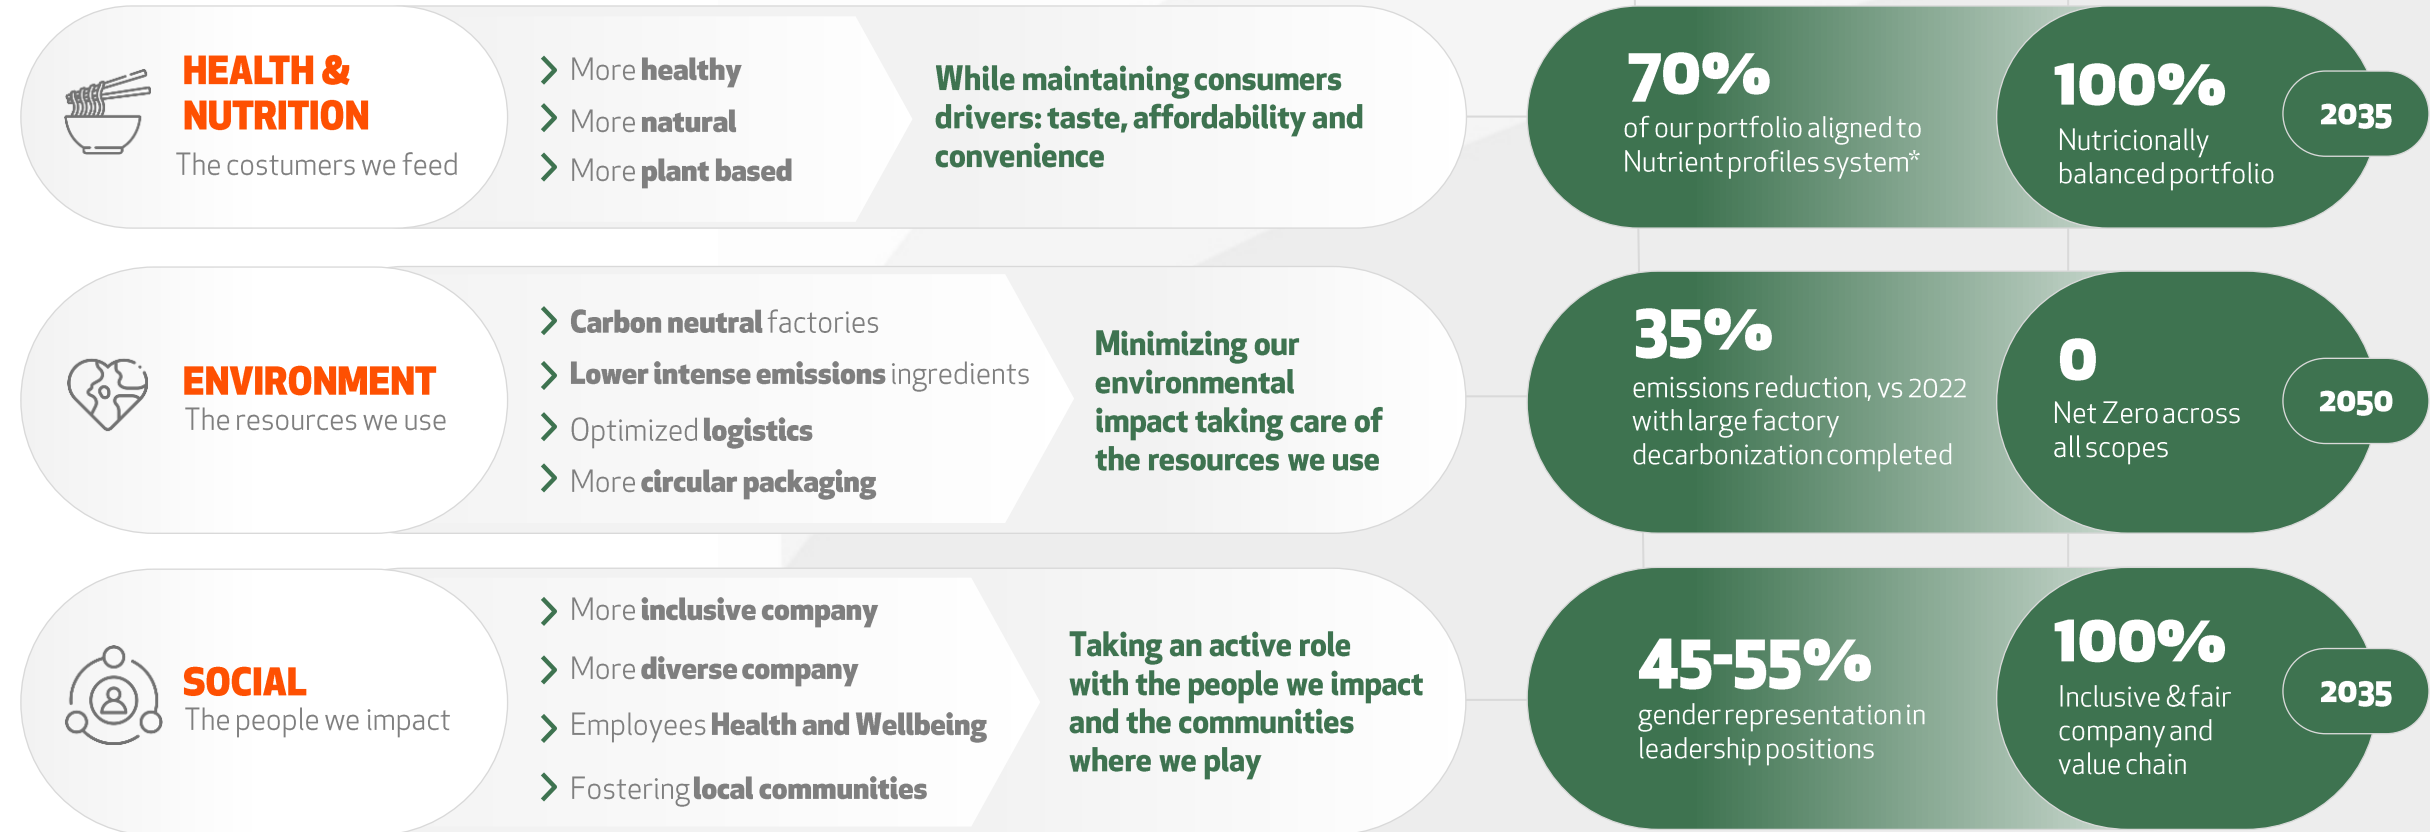 HEALTH &
NUTRITION
The costumers we feed
More healthy
More natural
More plant based
While maintaining consumers
drivers: taste, affordability and
convenience
70%
of our portfolio aligned to
Nutrient profiles system*
100%
Nutricionally
balanced portfolio
2035
ENVIRONMENT
The resources we use
Carbon neutral factories
Lower intense emissions ingredients
Optimized logistics
More circular packaging
Minimizing our
environmental
impact taking care of
the resources we use
35%
emissions reduction, vs 2022
with large factory
decarbonization completed
0
Net Zero across
all scopes
2050
SOCIAL
The people we impact
More inclusive company
More diverse company
Employees Health and Wellbeing
Fostering local communities
Taking an active role
with the people we impact
and the communities
where we play
45-55%
gender representation in
leadership positions
100%
Inclusive & fair
company and
value chain
2035